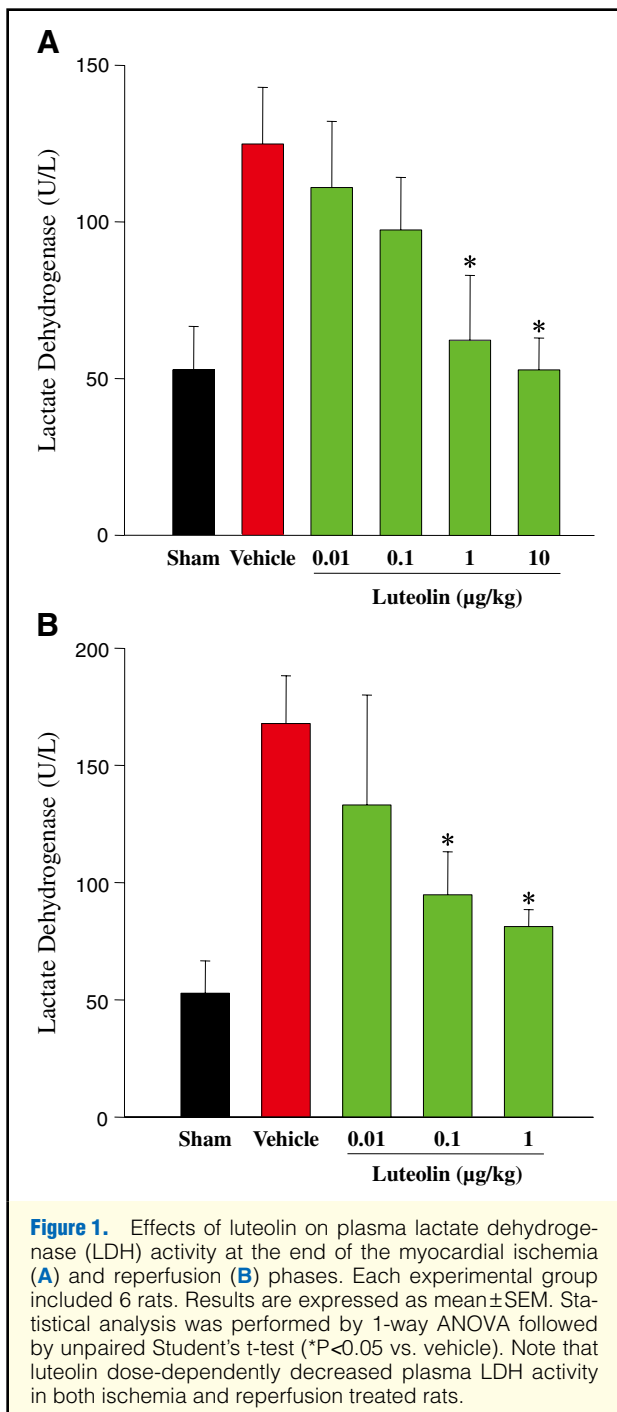 A
150
100
50
0
Lactate Dehydrogenase (U/L)
*
*
Sham Vehicle 0.01 0.1 1 10
Luteolin (µg/kg)
B
200
150
100
50
0
Lactate Dehydrogenase (U/L)
*
*
Sham Vehicle 0.01 0.1 1
Luteolin (µg/kg)
Figure 1. Effects of luteolin on plasma lactate dehydroge-
nase (LDH) activity at the end of the myocardial ischemia
(A) and reperfusion (B) phases. Each experimental group
included 6 rats. Results are expressed as mean±SEM. Sta-
tistical analysis was performed by 1-way ANOVA followed
by unpaired Student's t-test (*P<0.05 vs. vehicle). Note that
luteolin dose-dependently decreased plasma LDH activity
in both ischemia and reperfusion treated rats.